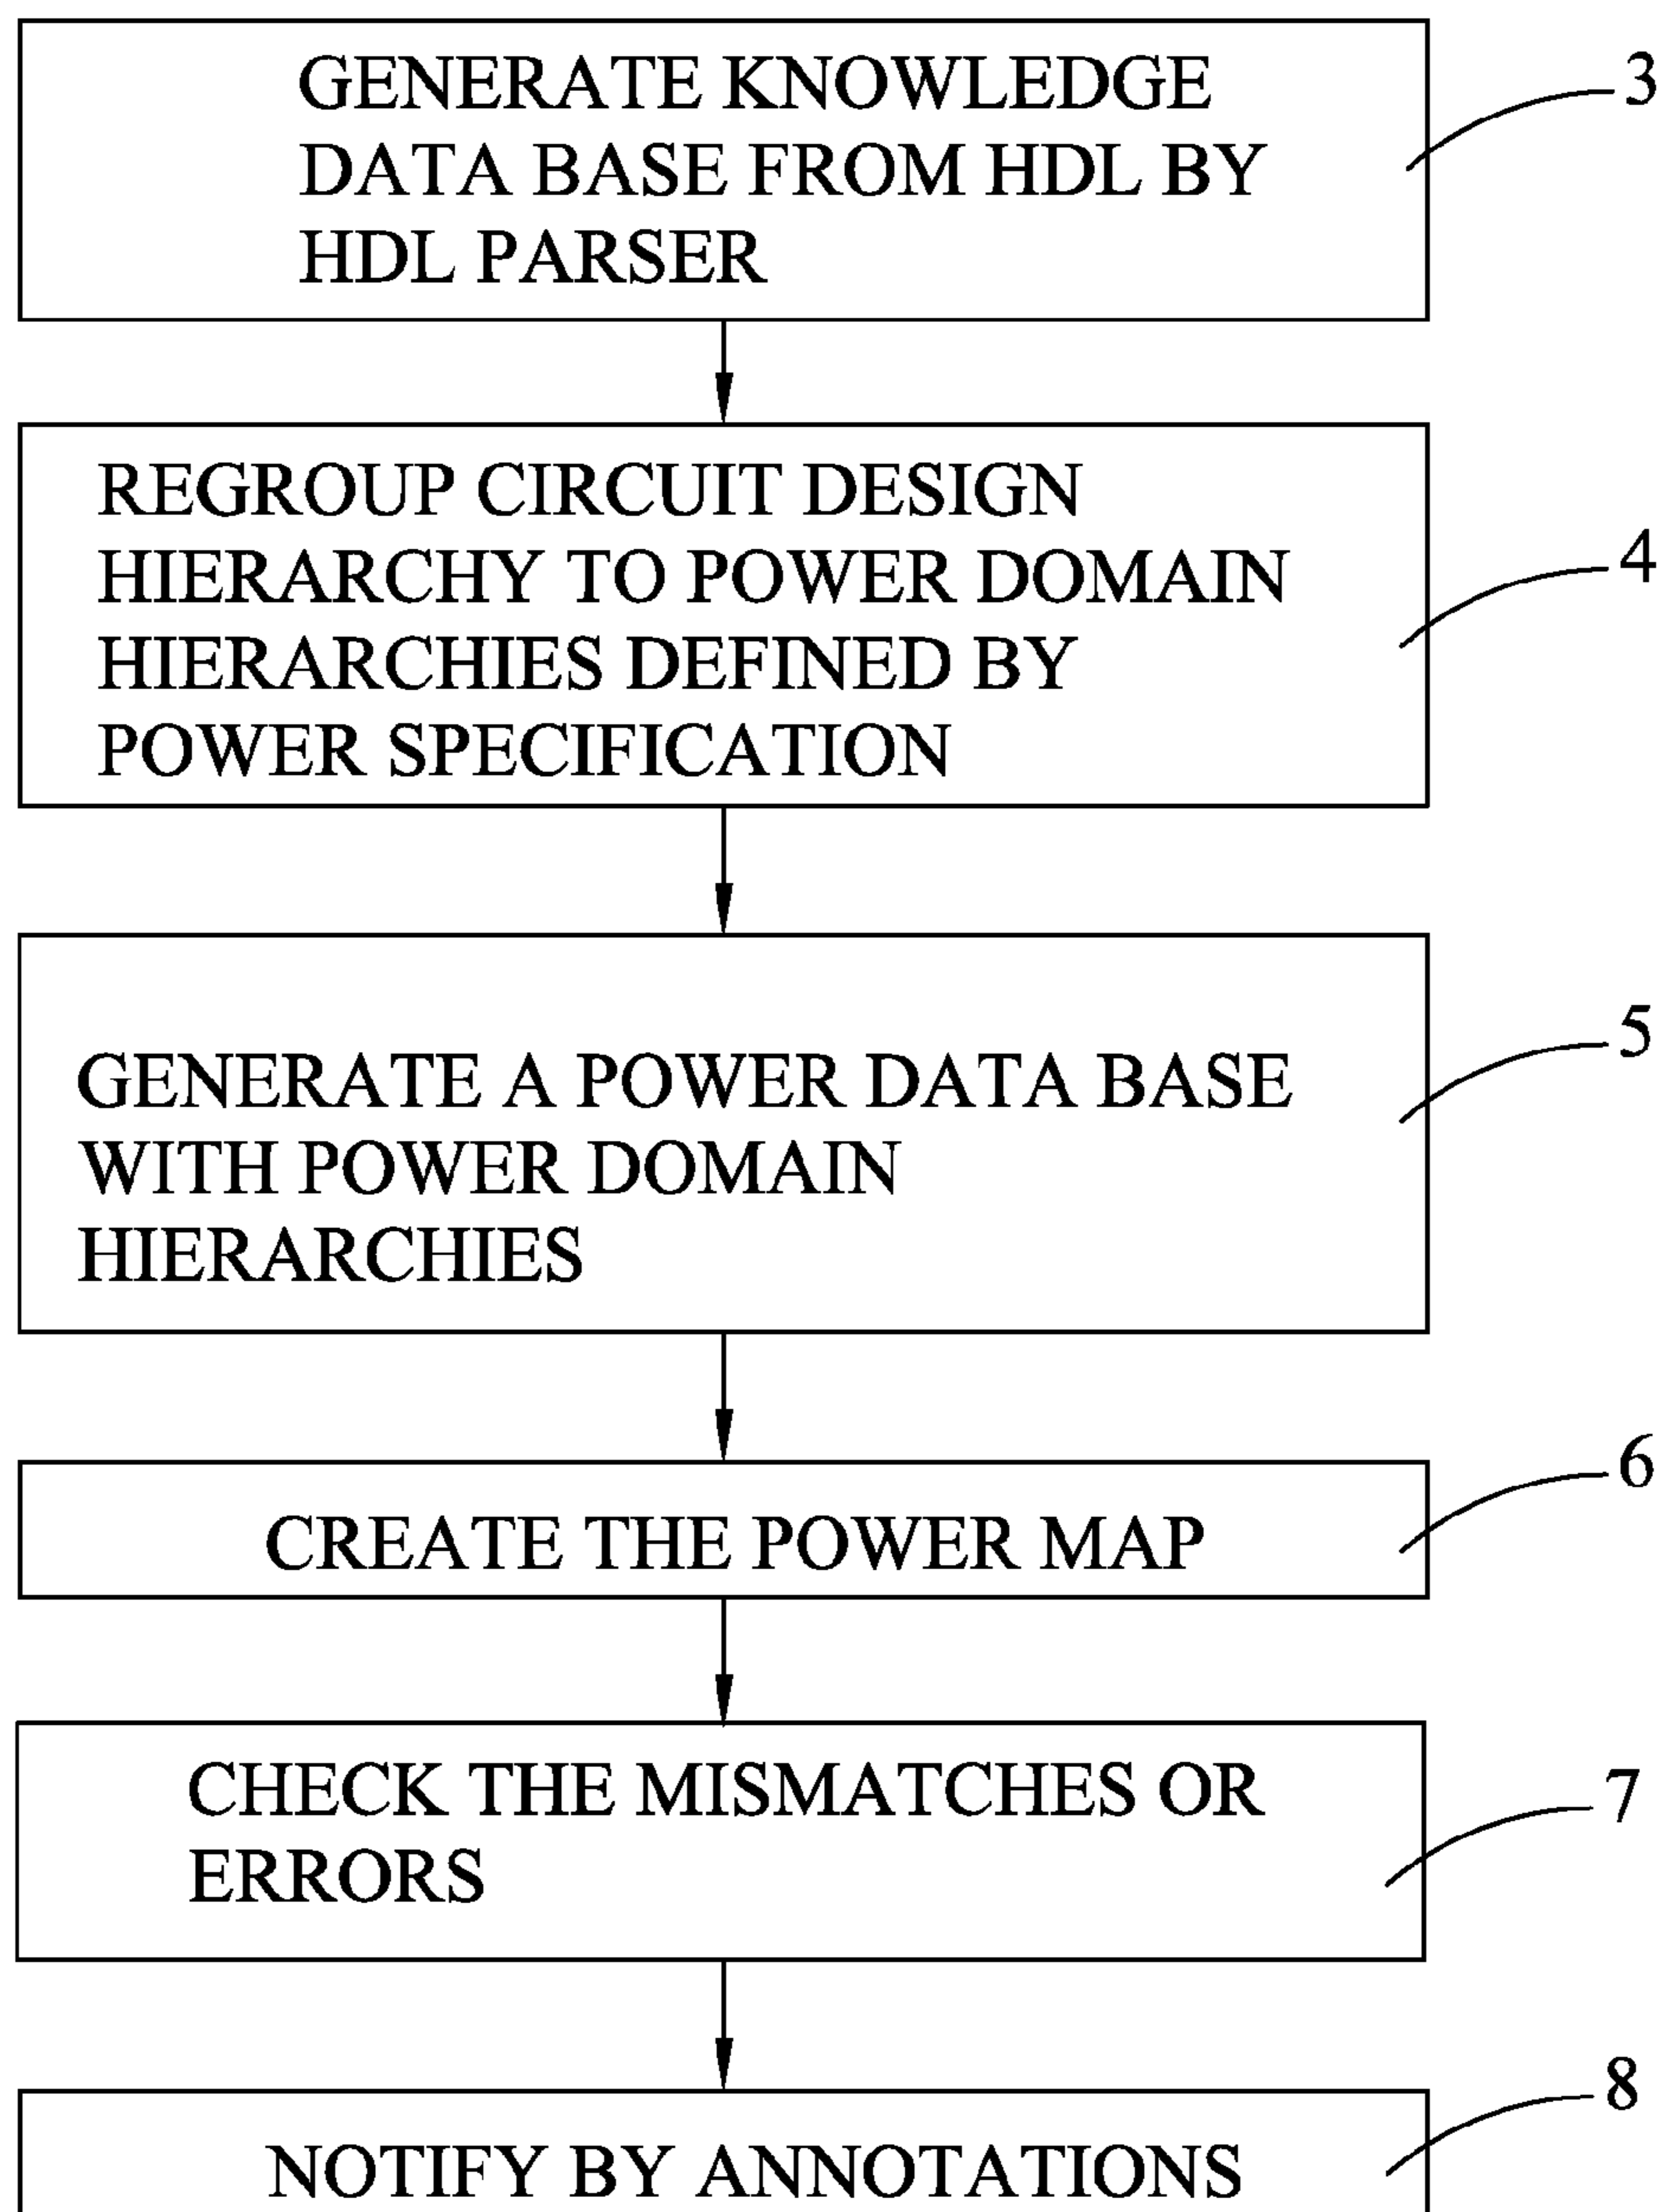 GENERATE KNOWLEDGE
DATA BASE FROM HDL BY
HDL PARSER
3
REGROUP CIRCUIT DESIGN
HIERARCHY TO POWER DOMAIN
HIERARCHIES DEFINED BY
POWER SPECIFICATION
4
GENERATE A POWER DATA BASE
WITH POWER DOMAIN
HIERARCHIES
5
CREATE THE POWER MAP
6
CHECK THE MISMATCHES OR
ERRORS
7
NOTIFY BY ANNOTATIONS
8